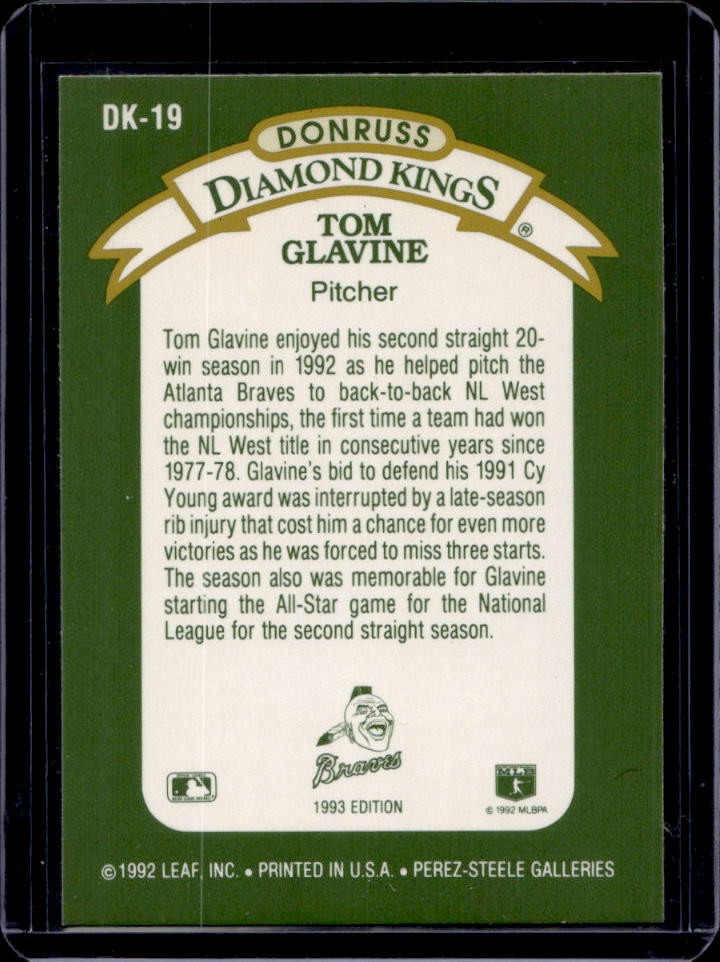 DK-19
DONRUSS
DIAMOND KINGS
®
TOM
GLAVINE
Pitcher
Tom Glavine enjoyed his second straight 20-
win season in 1992 as he helped pitch the
Atlanta Braves to back-to-back NL West
championships, the first time a team had won
the NL West title in consecutive years since
1977-78. Glavine's bid to defend his 1991 Cy
Young award was interrupted by a late-season
rib injury that cost him a chance for even more
victories as he was forced to miss three starts.
The season also was memorable for Glavine
starting the All-Star game for the National
League for the second straight season.
Braves
1993 EDITION
MLB
© 1992 MLBPA
©1992 LEAF, INC. • PRINTED IN U.S.A. • PEREZ-STEELE GALLERIES